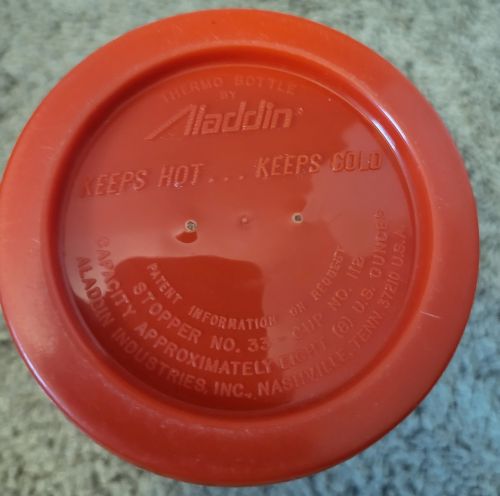 THERMO BOTTLE
BY
Aladdin
KEEPS HOT... KEEPS COLD
PATENT INFORMATION ON REQUEST
STOPPER NO. 33 - CUP NO. 112
CAPACITY APPROXIMATELY EIGHT (8) U.S. OUNCES
ALADDIN INDUSTRIES, INC., NASHVILLE, TENN. 37210 U.S.A.